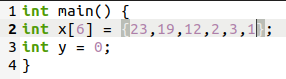 1 int main() {
2 int x[6] = {23,19,12,2,3,1};
3 int y = 0;
4 }